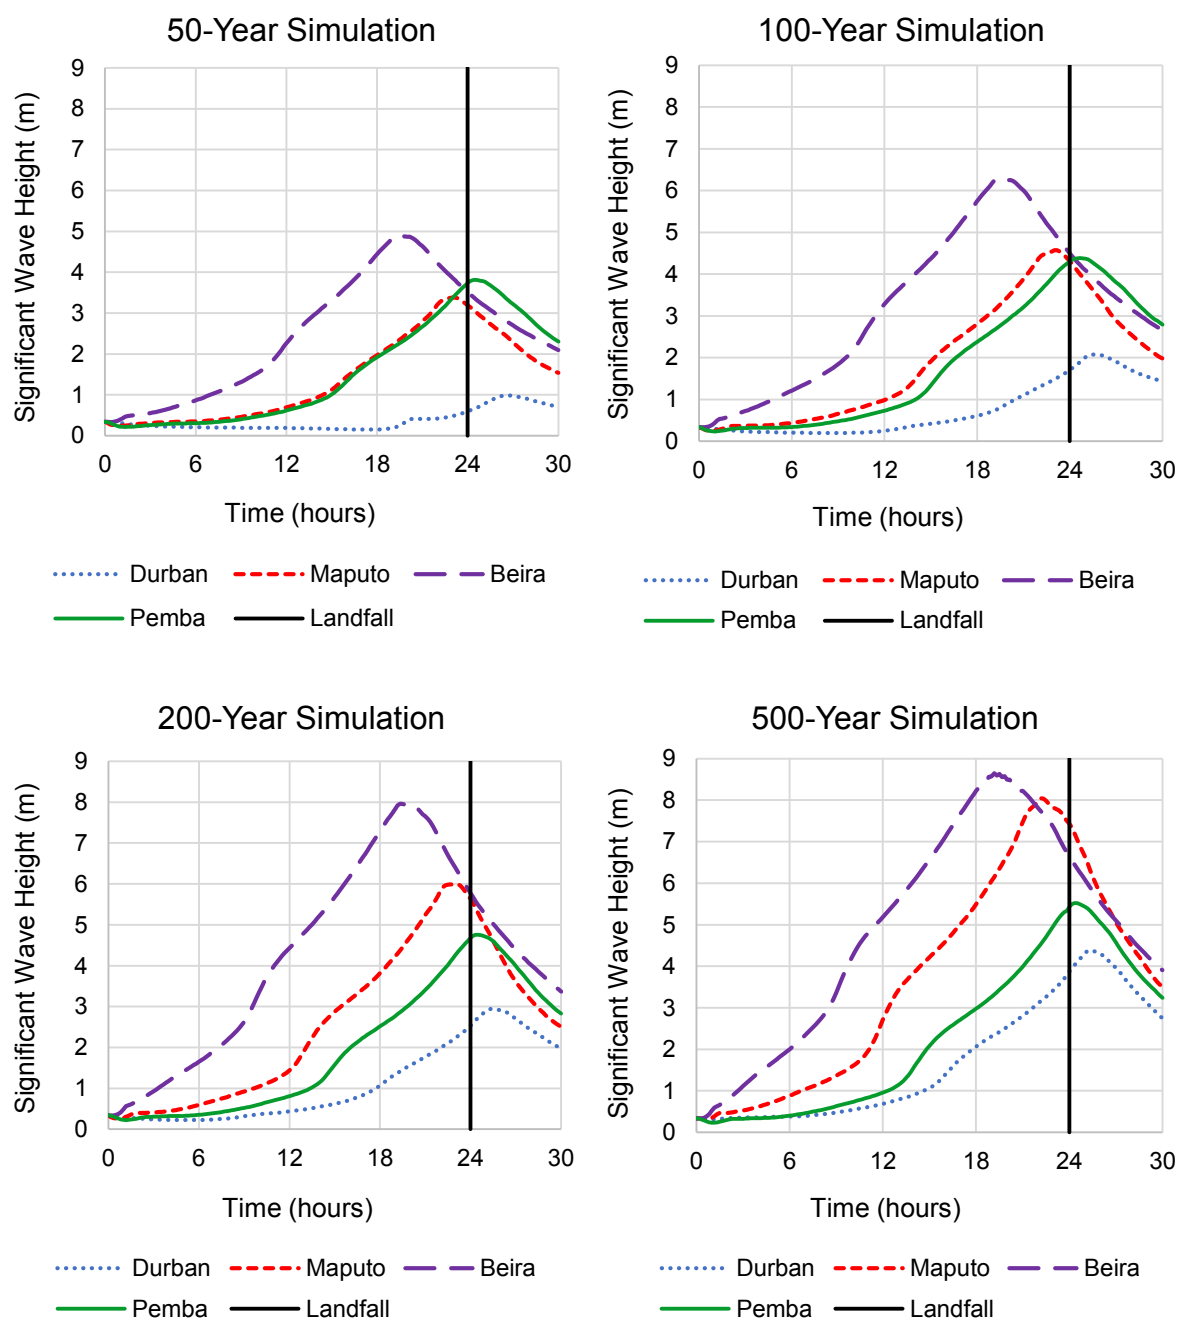 50-Year Simulation
Significant Wave Height (m)
9
8
7
6
5
4
3
2
1
0
0 6 12 18 24 30
Time (hours)
Durban Maputo Beira
Pemba Landfall
100-Year Simulation
Significant Wave Height (m)
9
8
7
6
5
4
3
2
1
0
0 6 12 18 24 30
Time (hours)
Durban Maputo Beira
Pemba Landfall
200-Year Simulation
Significant Wave Height (m)
9
8
7
6
5
4
3
2
1
0
0 6 12 18 24 30
Time (hours)
Durban Maputo Beira
Pemba Landfall
500-Year Simulation
Significant Wave Height (m)
9
8
7
6
5
4
3
2
1
0
0 6 12 18 24 30
Time (hours)
Durban Maputo Beira
Pemba Landfall